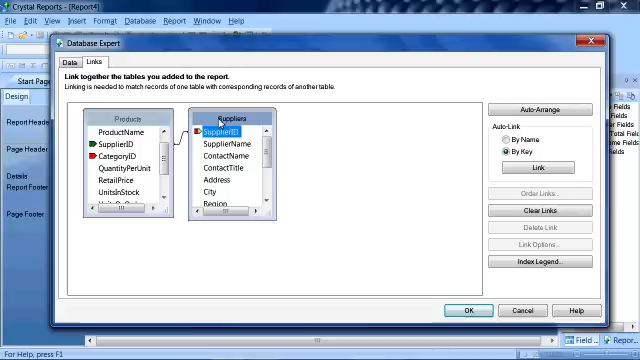 Crystal Reports - [Report4]
File Edit View Insert Format Database Report Window Help
Start Page
Design
Report Header
Page Header
Details
Report Footer
Page Footer
Database Expert
Data Links
Link together the tables you added to the report.
Linking is needed to match records of one table with corresponding records of another table.
Products
ProductName
SupplierID
CategoryID
QuantityPerUnit
RetailPrice
UnitsInStock
UnitsOnOrder
Suppliers
SupplierID
SupplierName
ContactName
ContactTitle
Address
City
Region
Auto-Arrange
Auto-Link
By Name
By Key
Link
Order Links...
Clear Links
Delete Link
Link Options...
Index Legend...
OK Cancel Help
Fields
Fields
Fields
Total Fields
Fields
Field
Repor...
For Help, press F1